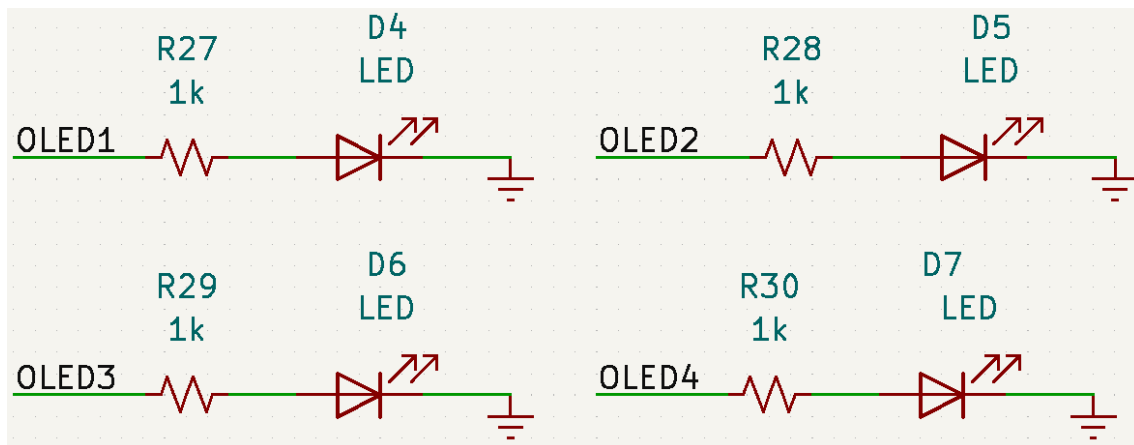 D4
R27
LED
1k
OLED1
D5
R28
LED
1k
OLED2
D6
R29
LED
1k
OLED3
D7
R30
LED
1k
OLED4